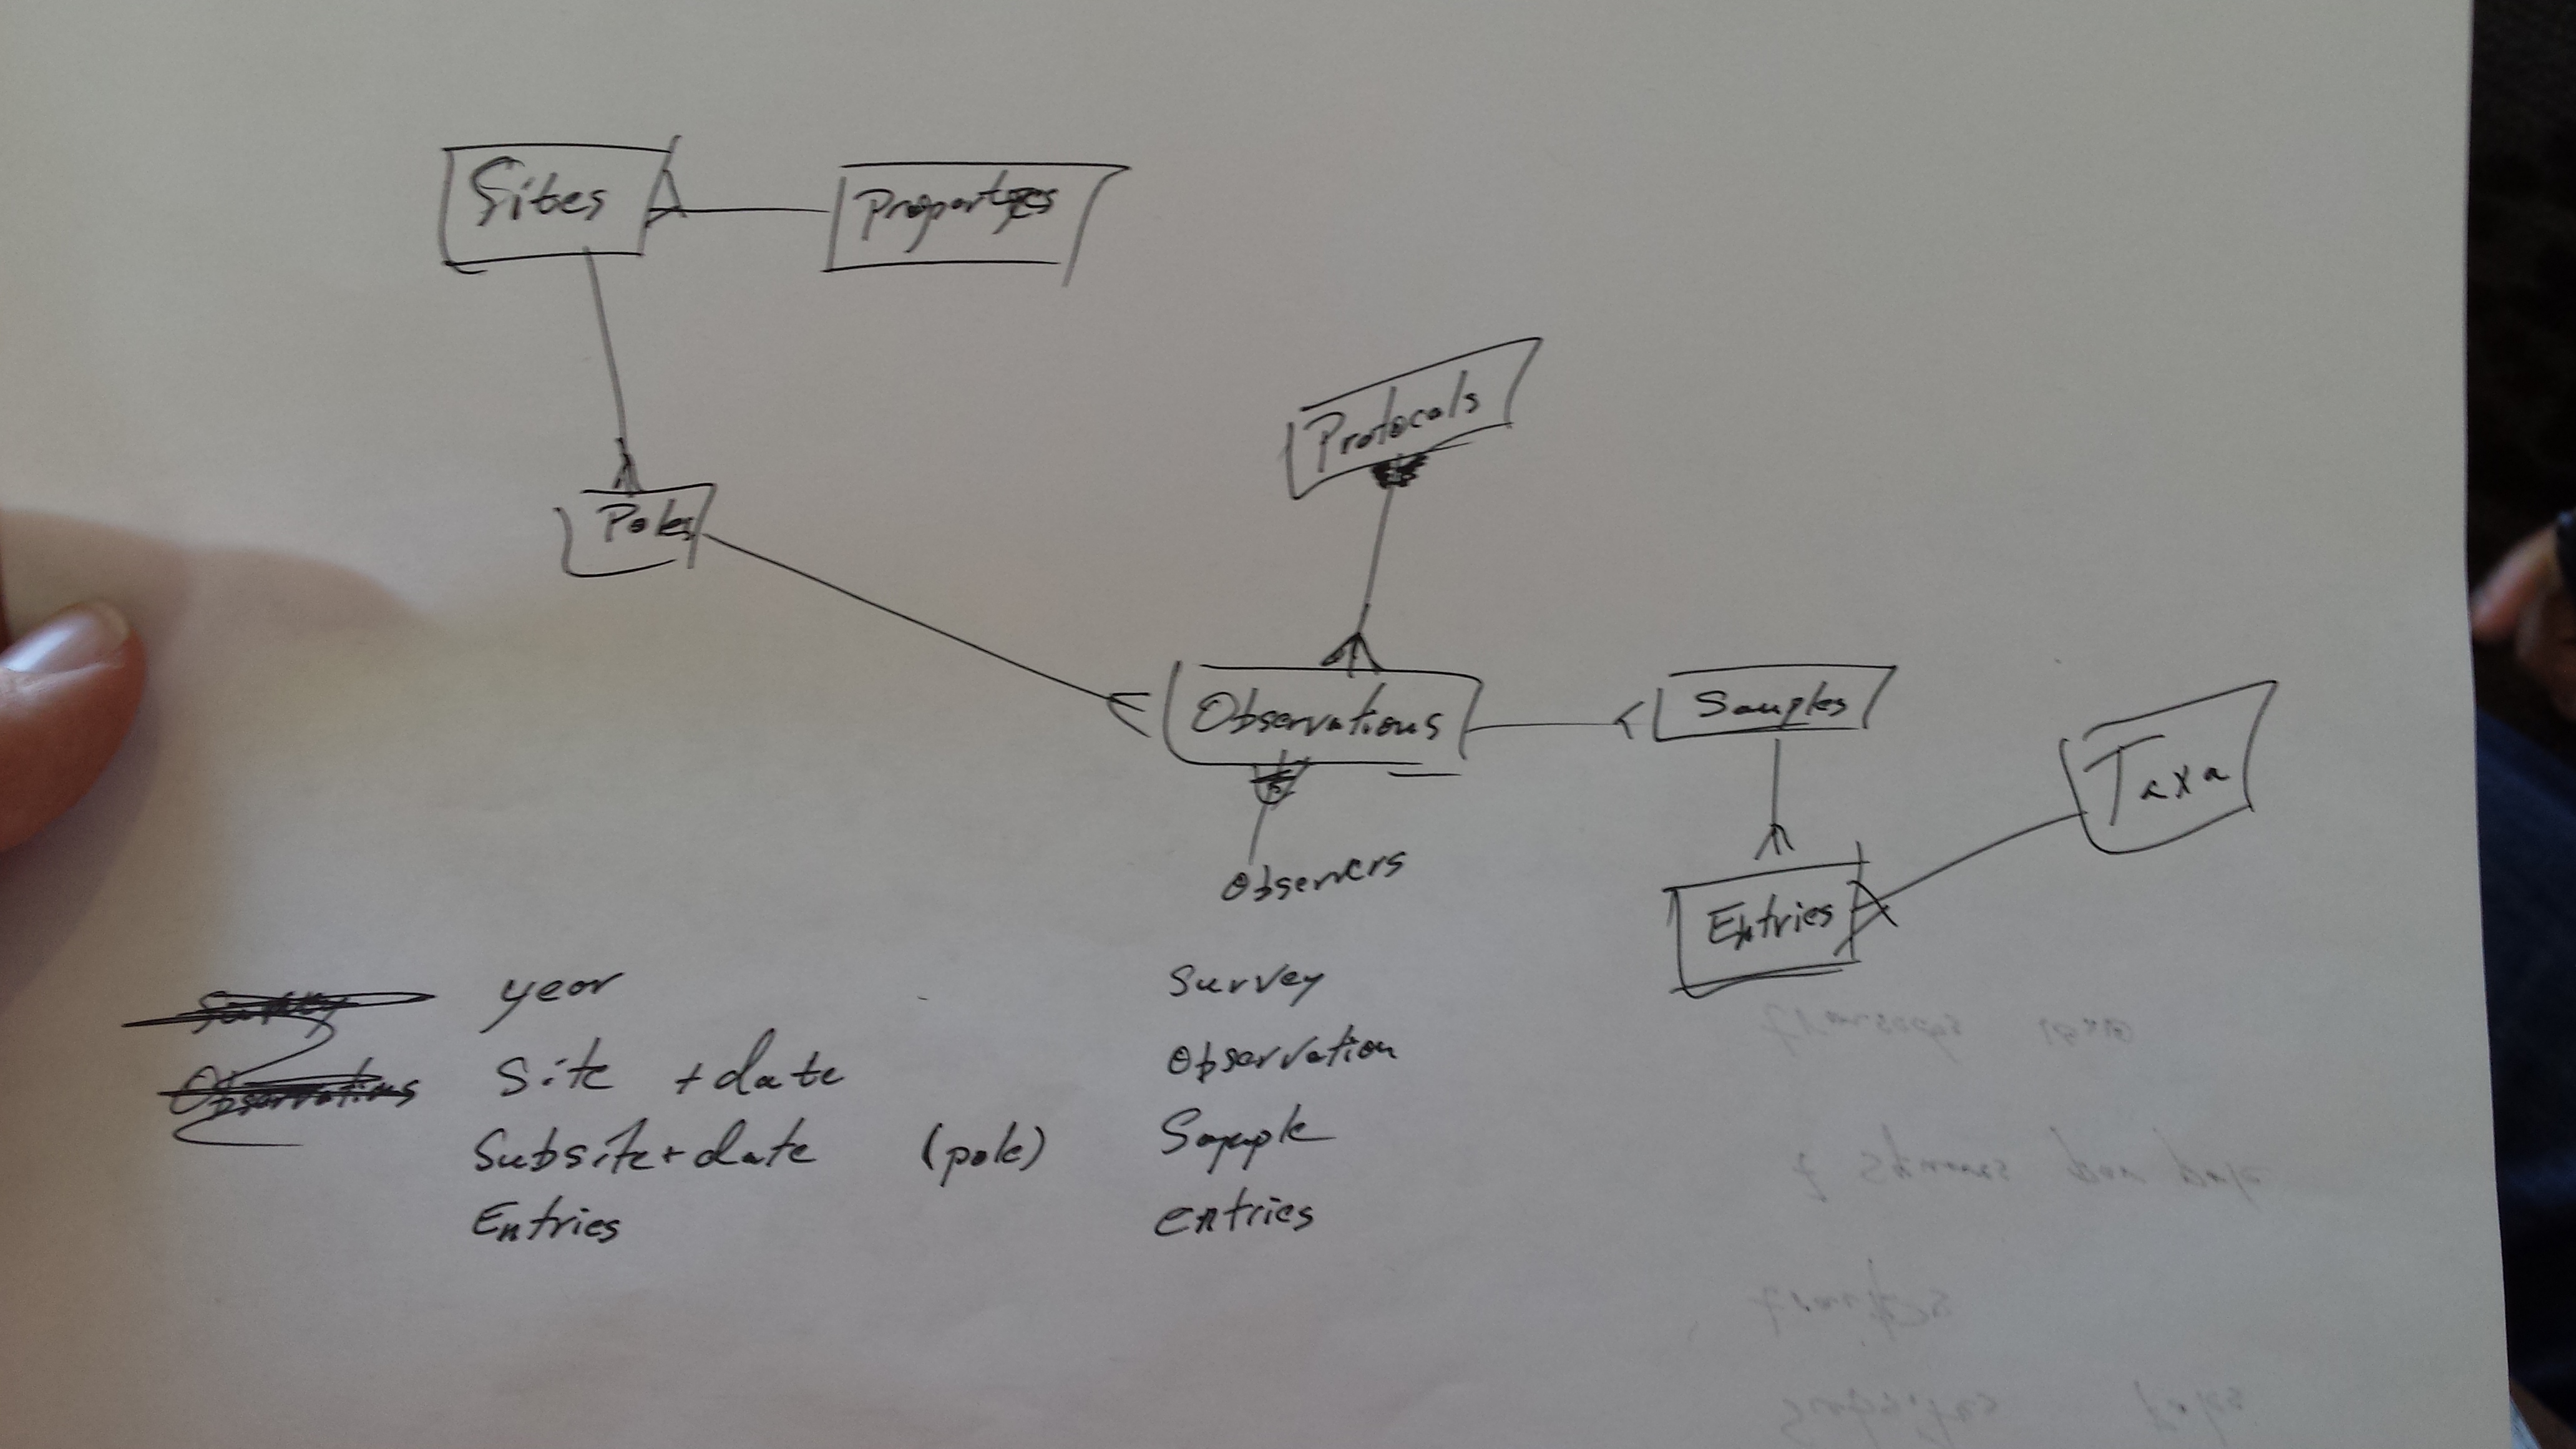 Sites
Properties
Protocols
Poles
Observations
Samples
Taxa
Observers
Entries
year
Survey
Observations
Site + date
Observation
Subsite + date (pole)
Sample
Entries
entries